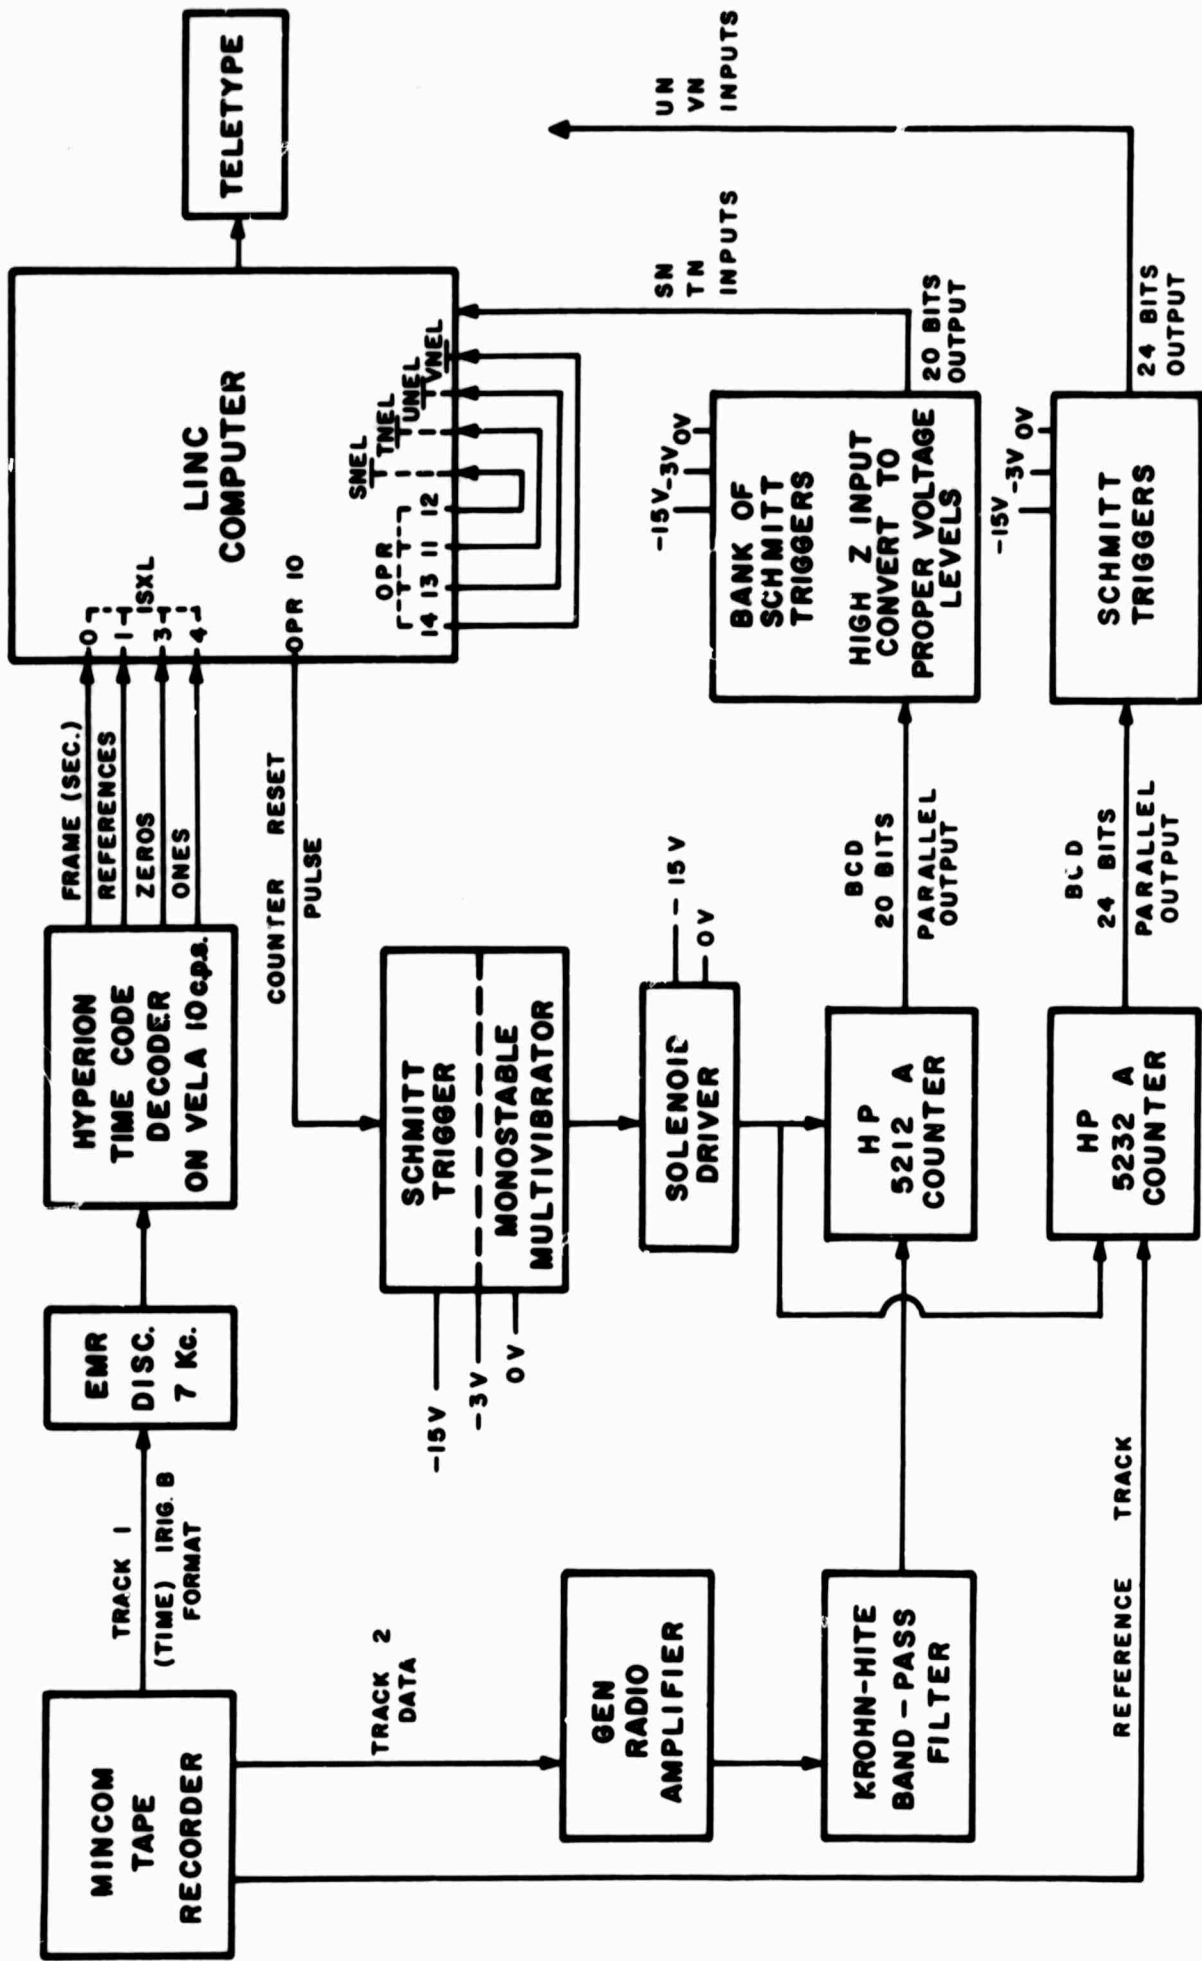 MINCOM
TAPE
RECORDER
TRACK 1
(TIME) IRIG. B
FORMAT
EMR
DISC.
7 Kc.
HYPERION
TIME CODE
DECODER
ON VELA 10 c.p.s.
FRAME (SEC.)
REFERENCES
ZEROS
ONES
0
1
3
4
ISXL
LINC
COMPUTER
TELETYPE
OPR 10
OPR
14 13 11 12
SNEL
TNEL
UNEL
VNEL
COUNTER RESET
PULSE
SCHMITT
TRIGGER
MONOSTABLE
MULTIVIBRATOR
-15V
-3V
0V
TRACK 2
DATA
GEN
RADIO
AMPLIFIER
SOLENOID
DRIVER
-15V
0V
SN
TN
INPUTS
UN
VN
INPUTS
KROHN-HITE
BAND-PASS
FILTER
HP
5212 A
COUNTER
BCD
20 BITS
PARALLEL
OUTPUT
-15V
-3V
0V
BANK OF
SCHMITT
TRIGGERS
HIGH Z INPUT
CONVERT TO
PROPER VOLTAGE
LEVELS
20 BITS
OUTPUT
REFERENCE TRACK
HP
5232 A
COUNTER
BCD
24 BITS
PARALLEL
OUTPUT
-15V
-3V
0V
SCHMITT
TRIGGERS
24 BITS
OUTPUT